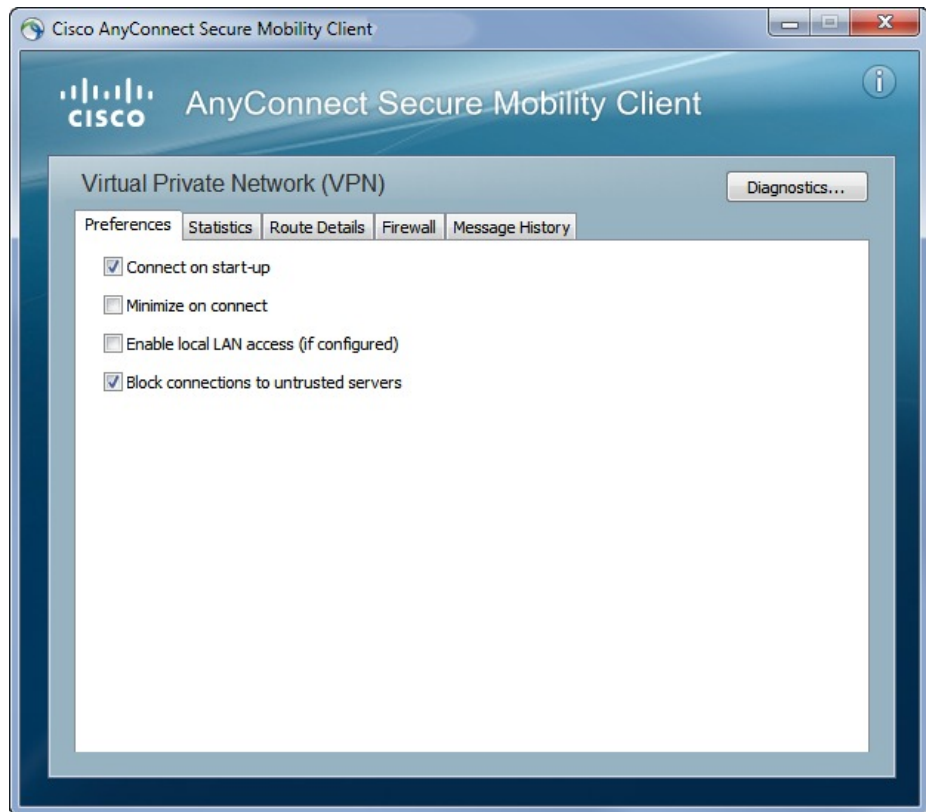 Cisco AnyConnect Secure Mobility Client
CISCO
AnyConnect Secure Mobility Client
i
Virtual Private Network (VPN)
Diagnostics...
Preferences Statistics Route Details Firewall Message History
Connect on start-up
Minimize on connect
Enable local LAN access (if configured)
Block connections to untrusted servers